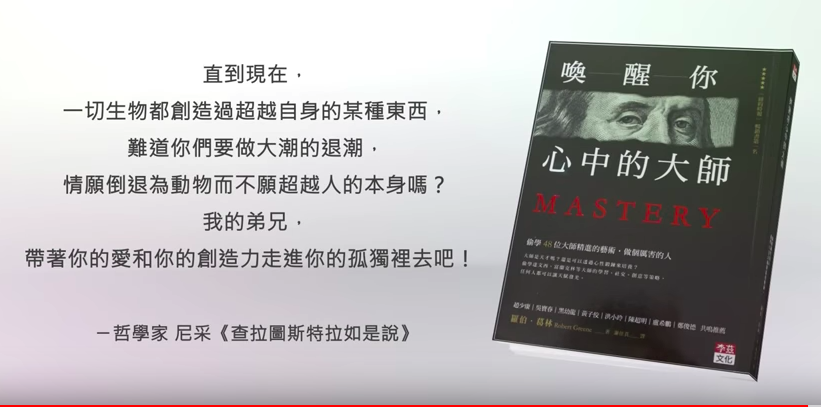 直到現在，
一切生物都創造過超越自身的某種東西，
難道你們要做大潮的退潮，
情願倒退為動物而不願超越人的本身嗎？
我的弟兄，
帶著你的愛和你的創造力走進你的孤獨裡去吧！
－哲學家 尼采《查拉圖斯特拉如是說》
喚醒你
心中的大師
MASTERY
偷學48位大師精進的藝術，做個厲害的人
羅伯．葛林 Robert Greene
李茲
文化